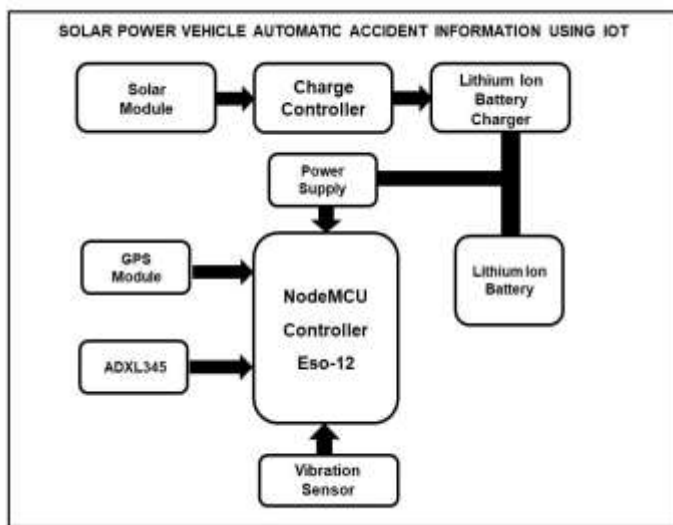 SOLAR POWER VEHICLE AUTOMATIC ACCIDENT INFORMATION USING IOT
Solar
Module
Charge
Controller
Lithium Ion
Battery
Charger
Power
Supply
GPS
Module
NodeMCU
Controller
Eso-12
Lithium Ion
Battery
ADXL345
Vibration
Sensor